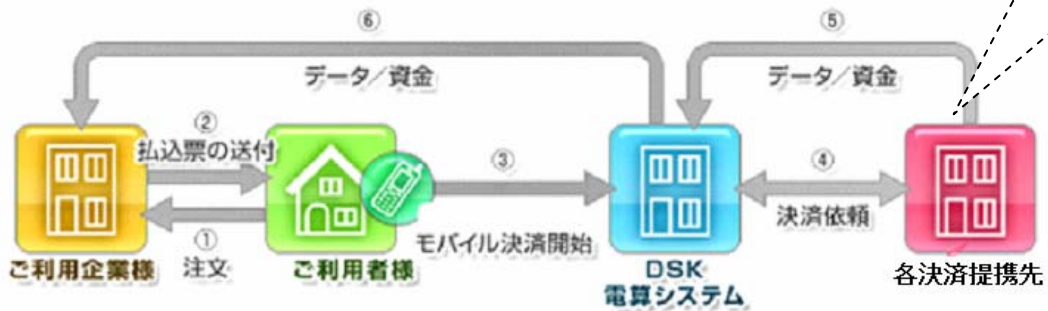 ⑥
データ／資金
⑤
データ／資金
②
払込票の送付
③
④
モバイル決済開始
決済依頼
①
注文
ご利用企業様
ご利用者様
DSK
電算システム
各決済提携先